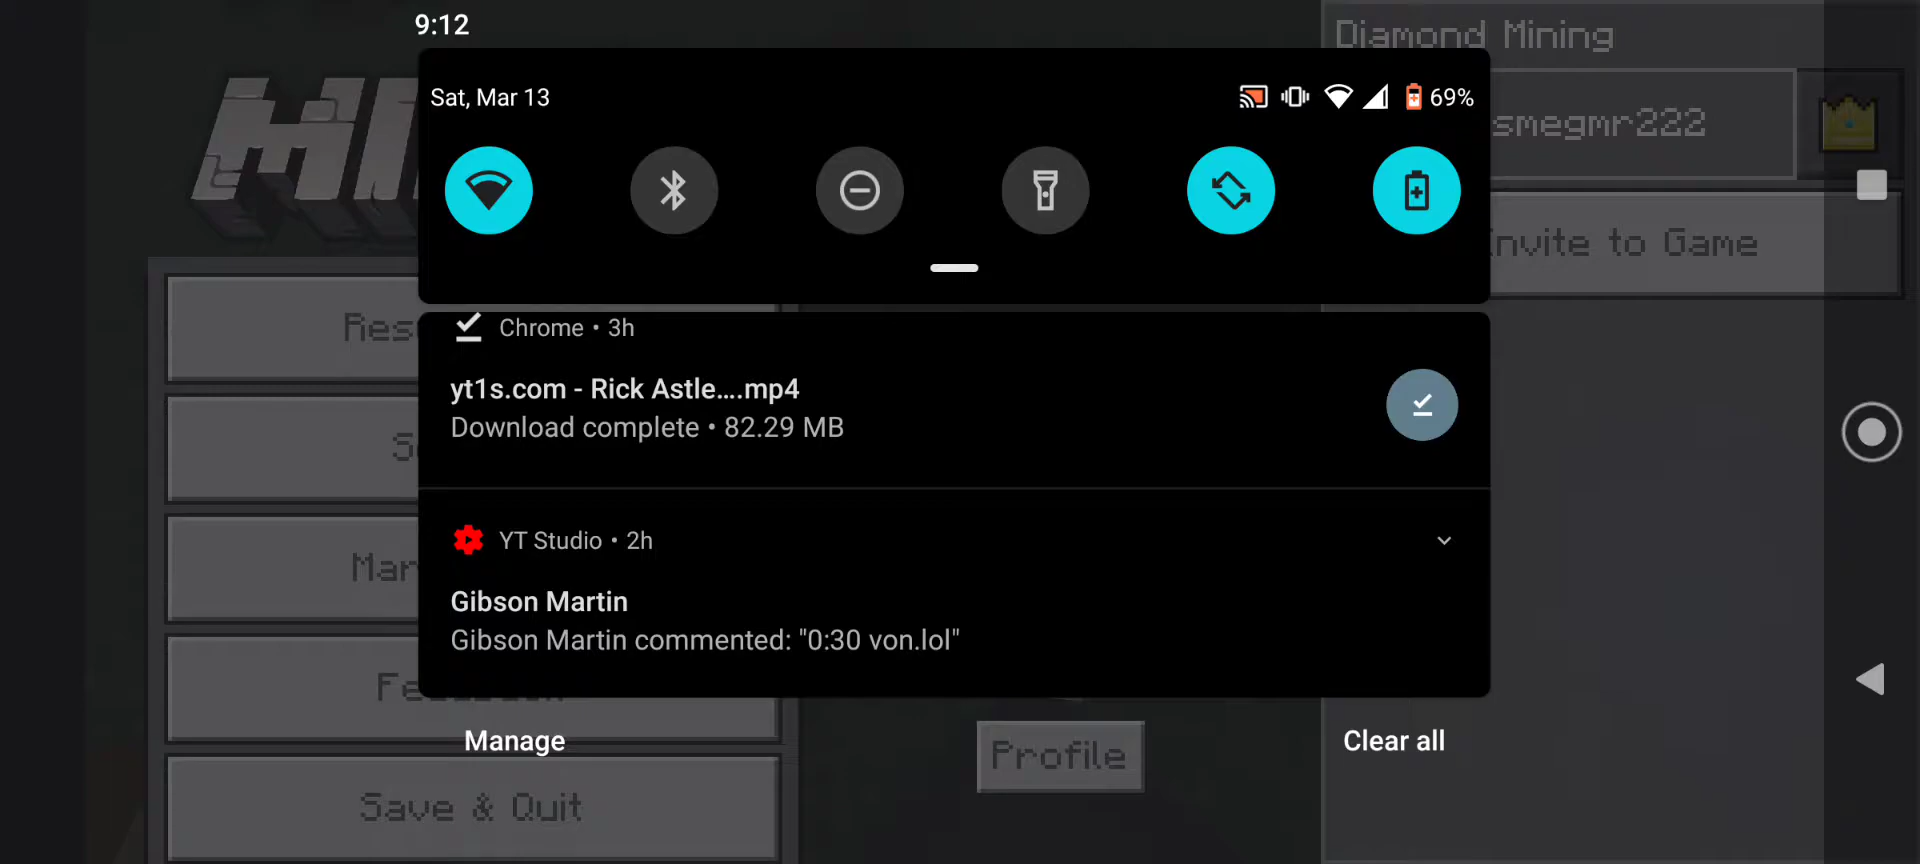 9:12
Diamond Mining
Sat, Mar 13
69%
smegmr222
Invite to Game
Chrome • 3h
yt1s.com - Rick Astle….mp4
Download complete • 82.29 MB
YT Studio • 2h
Gibson Martin
Gibson Martin commented: "0:30 von.lol"
Manage
Clear all
Profile
Save & Quit